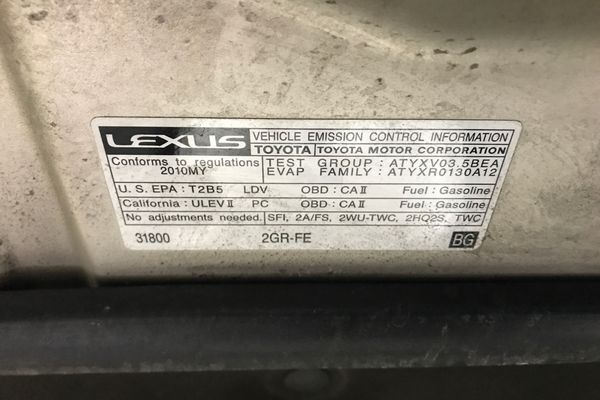 LEXUS VEHICLE EMISSION CONTROL INFORMATION
TOYOTA TOYOTA MOTOR CORPORATION
Conforms to regulations TEST GROUP : ATYXV03.5BEA
2010MY EVAP FAMILY : ATYXR0130A12
U.S. EPA : T2B5 LDV OBD : CA II Fuel : Gasoline
California : ULEV II PC OBD : CA II Fuel : Gasoline
No adjustments needed. SFI, 2A/FS, 2WU-TWC, 2HO2S, TWC
31800 2GR-FE BG